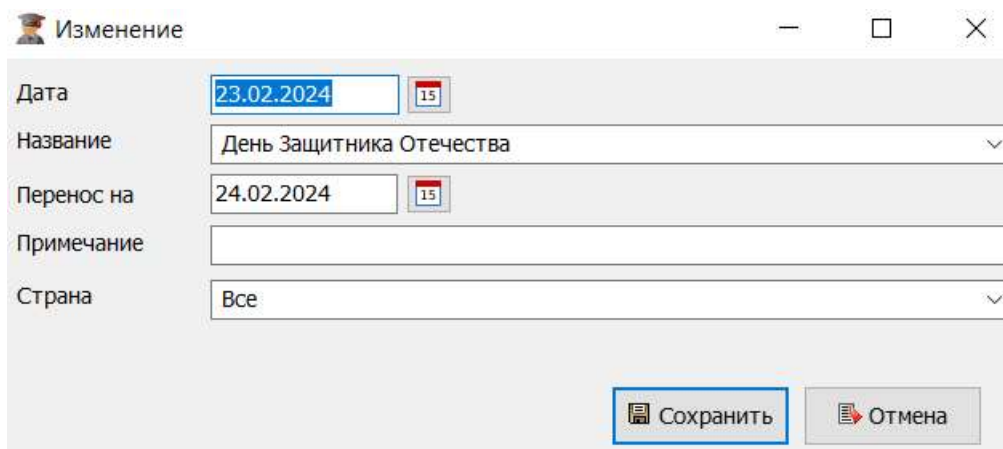 Изменение
Дата 23.02.2024 15
Название День Защитника Отечества
Перенос на 24.02.2024 15
Примечание
Страна Все
Сохранить Отмена